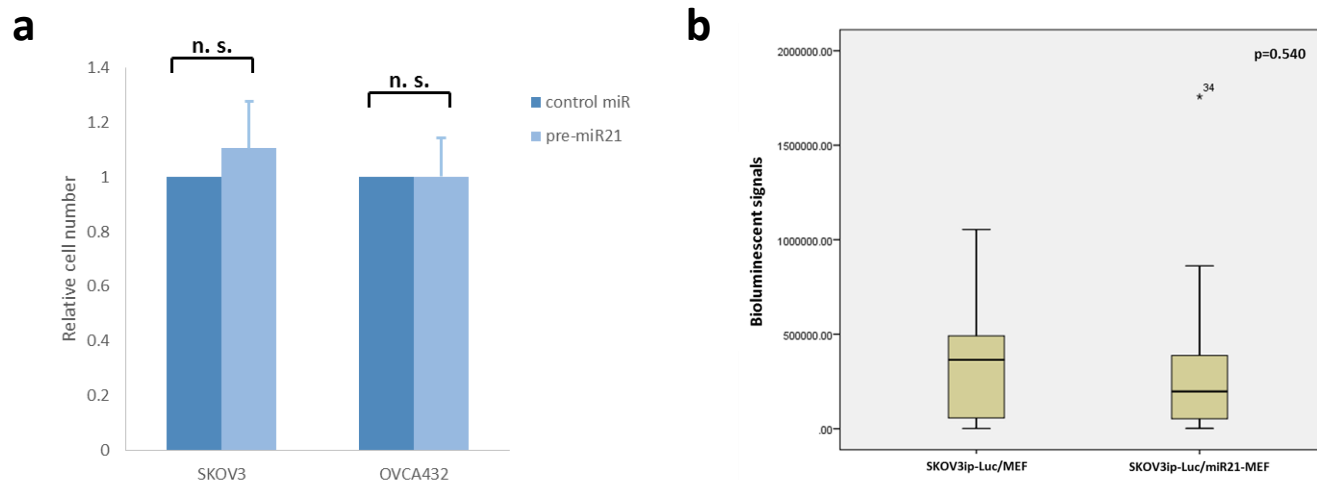 a
n. s.
n. s.
1.4
1.2
1
0.8
0.6
0.4
0.2
0
Relative cell number
SKOV3
OVCA432
control miR
pre-miR21
b
p=0.540
34
2000000.00
1500000.00
1000000.00
500000.00
.00
Bioluminescent signals
SKOV3ip-Luc/MEF
SKOV3ip-Luc/miR21-MEF